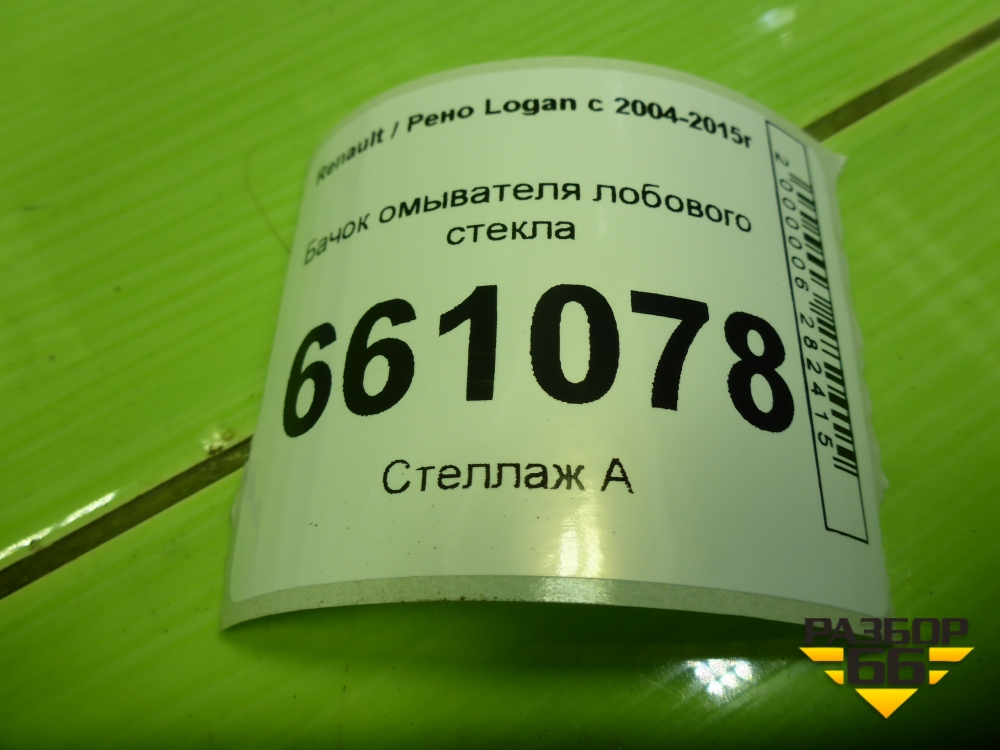 Renault / Рено Logan с 2004-2015г
Бачок омывателя лобового
стекла
661078
Стеллаж А
2000006282415
РАЗБОР
66